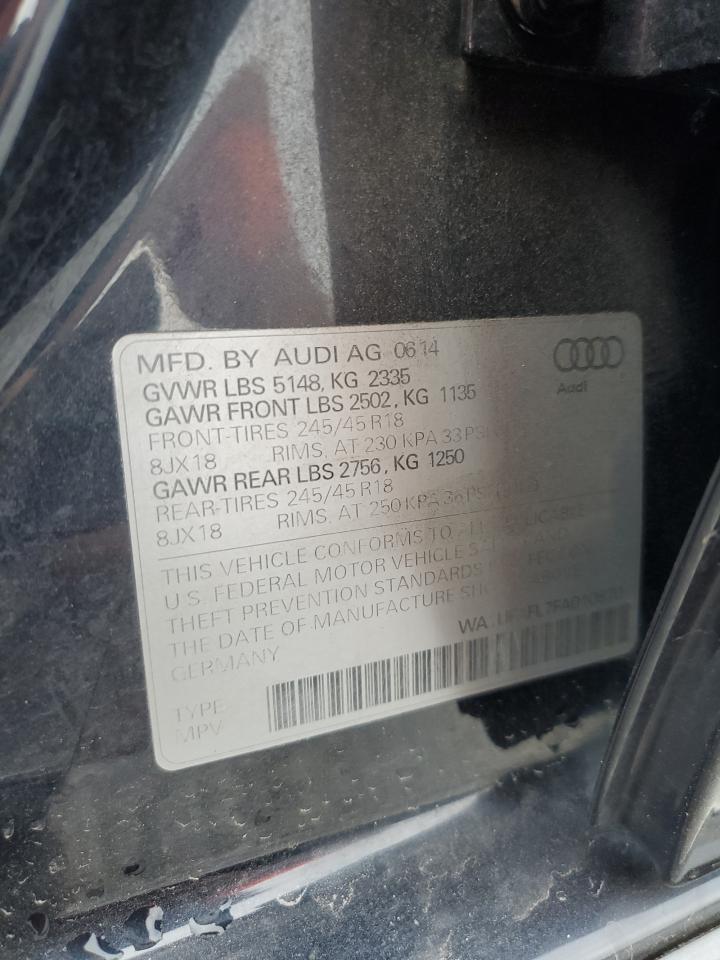 MFD. BY AUDI AG 06 14
Audi
GVWR LBS 5148, KG 2335
GAWR FRONT LBS 2502, KG 1135
FRONT-TIRES 245/45 R18
8JX18 RIMS. AT 230 KPA 33
GAWR REAR LBS 2756, KG 1250
REAR-TIRES 245/45 R18
8JX18 RIMS. AT 250 KPA 36
THIS VEHICLE CONFORMS TO
U.S. FEDERAL MOTOR VEHICLE
THEFT PREVENTION STANDARDS
THE DATE OF MANUFACTURE
GERMANY
TYPE
MPV